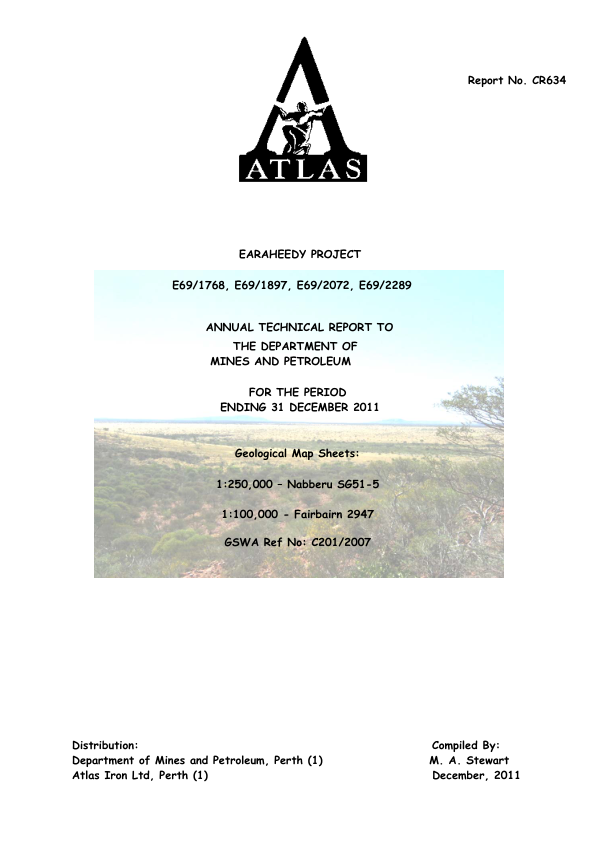 Report No. CR634
ATLAS
EARAHEEDY PROJECT
E69/1768, E69/1897, E69/2072, E69/2289
ANNUAL TECHNICAL REPORT TO
THE DEPARTMENT OF
MINES AND PETROLEUM
FOR THE PERIOD
ENDING 31 DECEMBER 2011
Geological Map Sheets:
1:250,000 – Nabberu SG51-5
1:100,000 - Fairbairn 2947
GSWA Ref No: C201/2007
Distribution:
Department of Mines and Petroleum, Perth (1)
Atlas Iron Ltd, Perth (1)
Compiled By:
M. A. Stewart
December, 2011